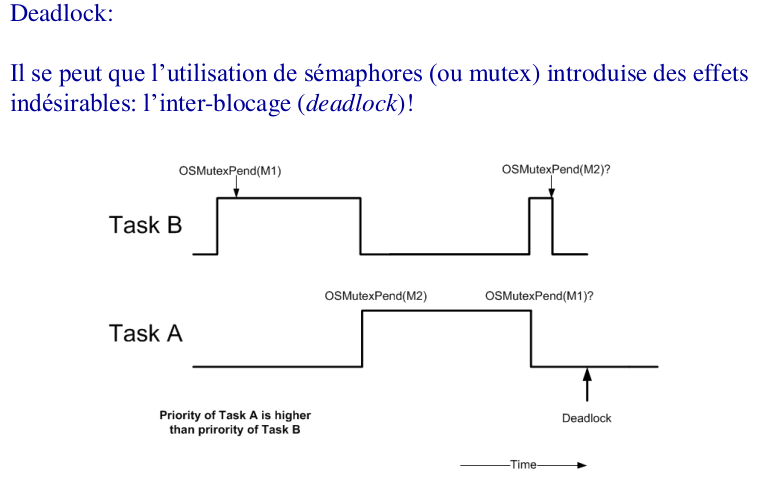 Deadlock:
Il se peut que l'utilisation de sémaphores (ou mutex) introduise des effets
indésirables: l'inter-blocage (deadlock)!
OSMutexPend(M1)
OSMutexPend(M2)?
Task B
OSMutexPend(M2)
OSMutexPend(M1)?
Task A
Priority of Task A is higher
than prirority of Task B
Deadlock
Time